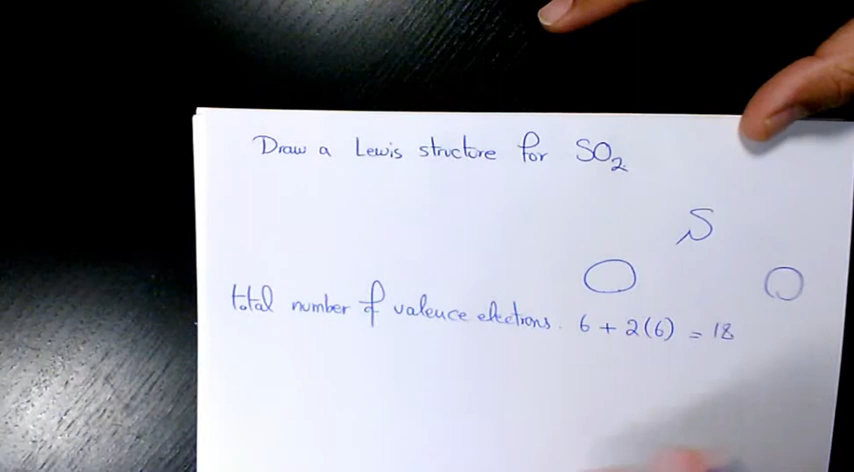 Draw a Lewis structure for SO₂
S
O O
total number of valence electrons. 6 + 2(6) = 18